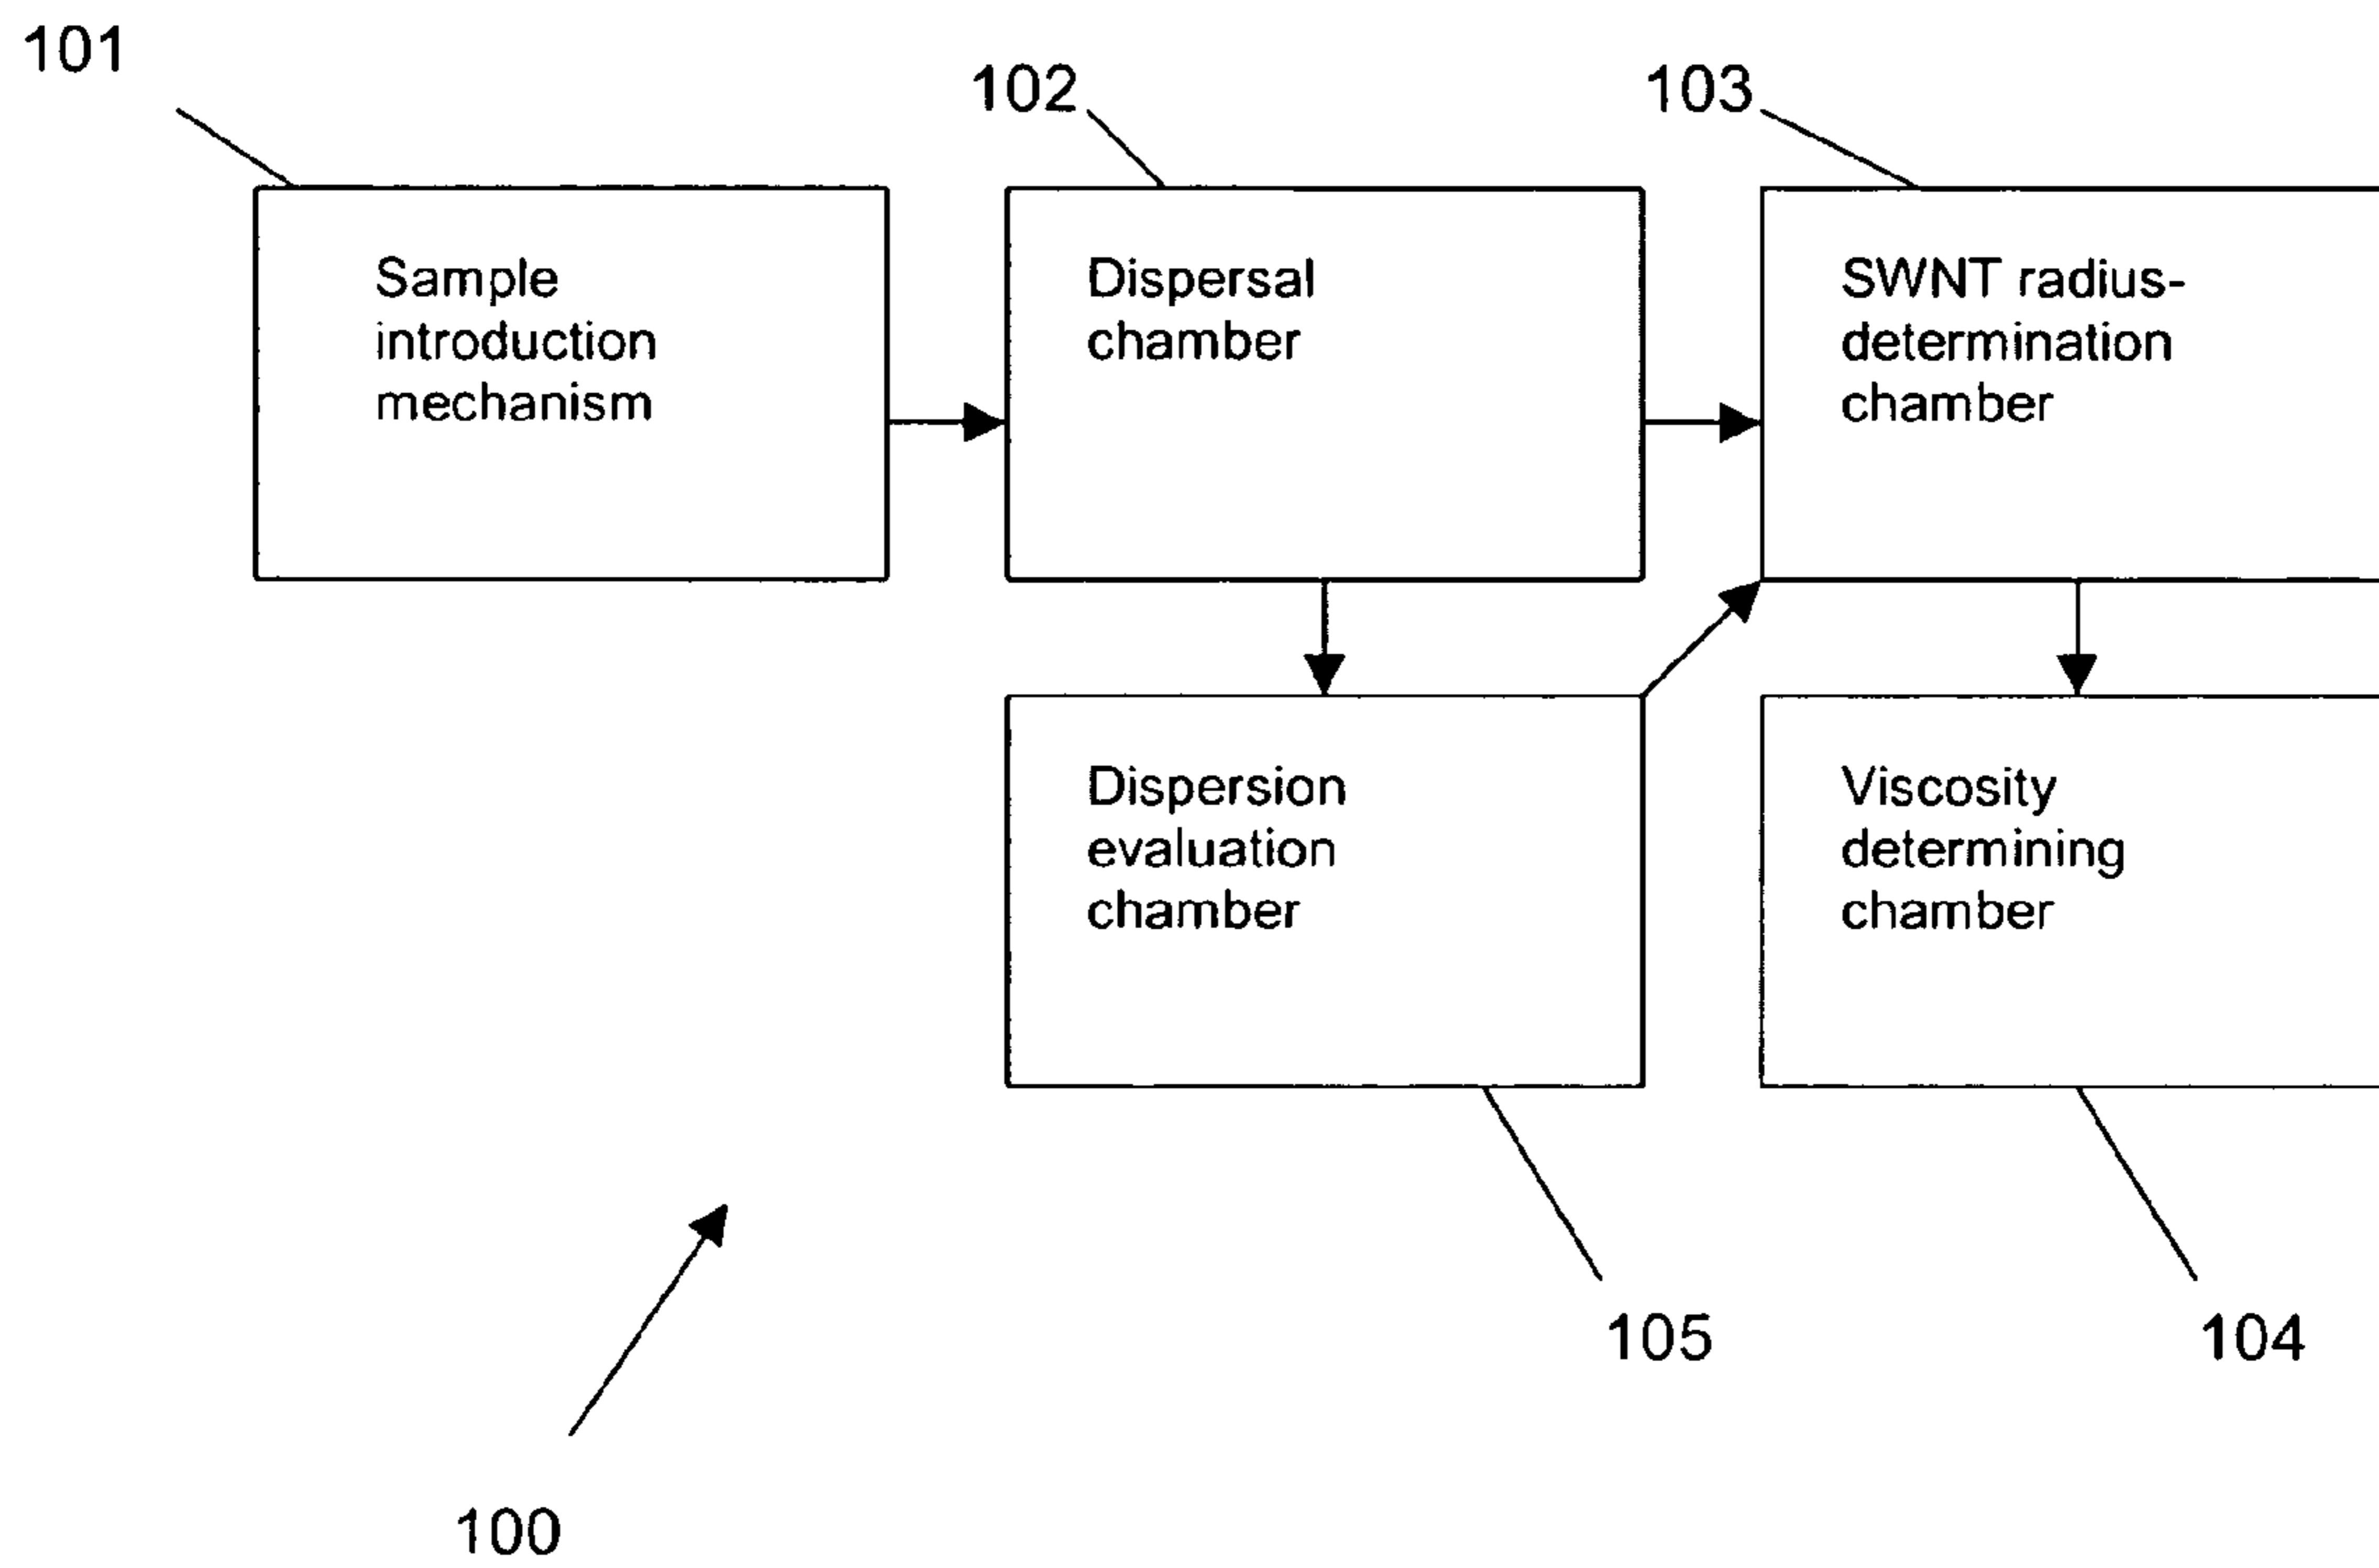 101
102
103
Sample
introduction
mechanism
Dispersal
chamber
SWNT radius-
determination
chamber
Dispersion
evaluation
chamber
Viscosity
determining
chamber
105
104
100